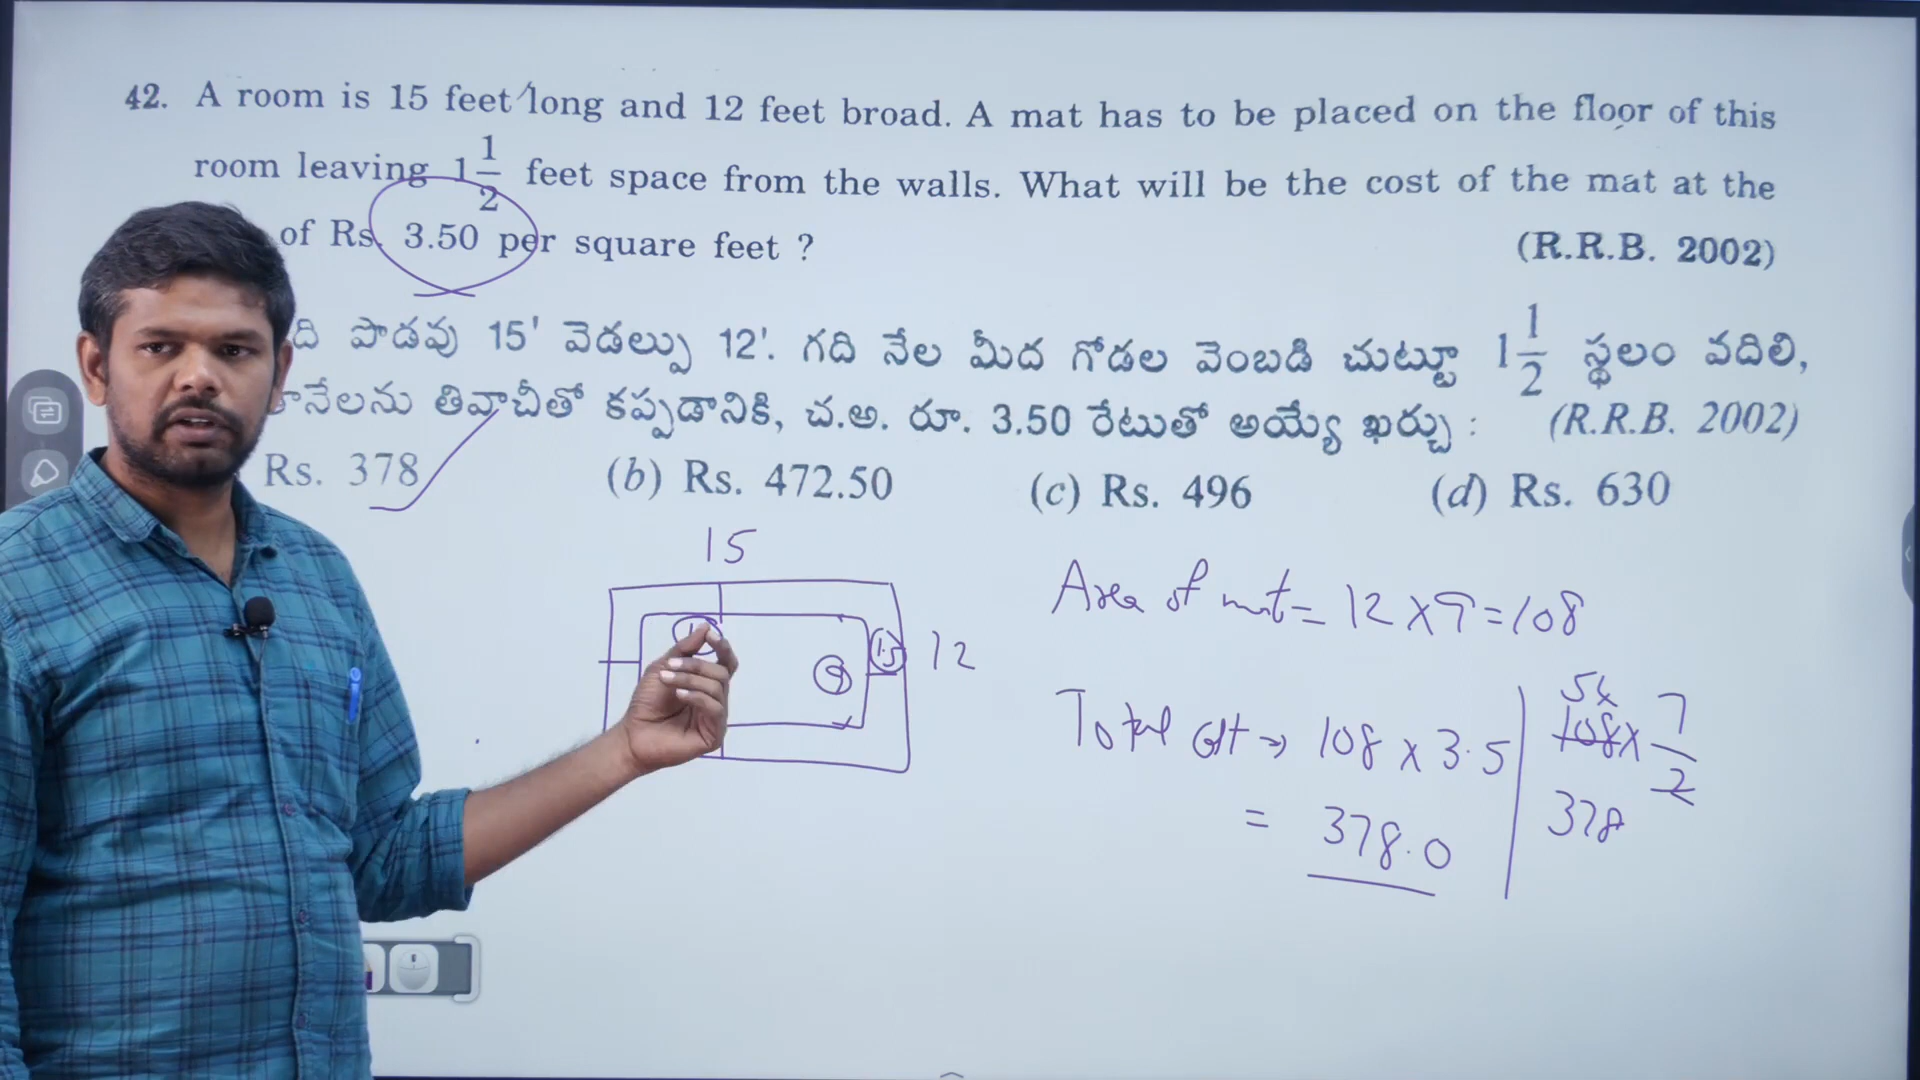 42. A room is 15 feet long and 12 feet broad. A mat has to be placed on the floor of this
room leaving 1 1/2 feet space from the walls. What will be the cost of the mat at the
of Rs. 3.50 per square feet ?
(R.R.B. 2002)
ది పొడవు 15' వెడల్పు 12'. గది నేల మీద గోడల వెంబడి చుట్టూ 1 1/2 స్థలం వదిలి,
నేలను తివాచీతో కప్పడానికి, చ.అ. రూ. 3.50 రేటుతో అయ్యే ఖర్చు : (R.R.B. 2002)
Rs. 378 (b) Rs. 472.50 (c) Rs. 496 (d) Rs. 630
15
12
9
1.5
Area of mat = 12 × 9 = 108
Total → 108 × 3.5
= 378.0
54
108 × 7/2
378